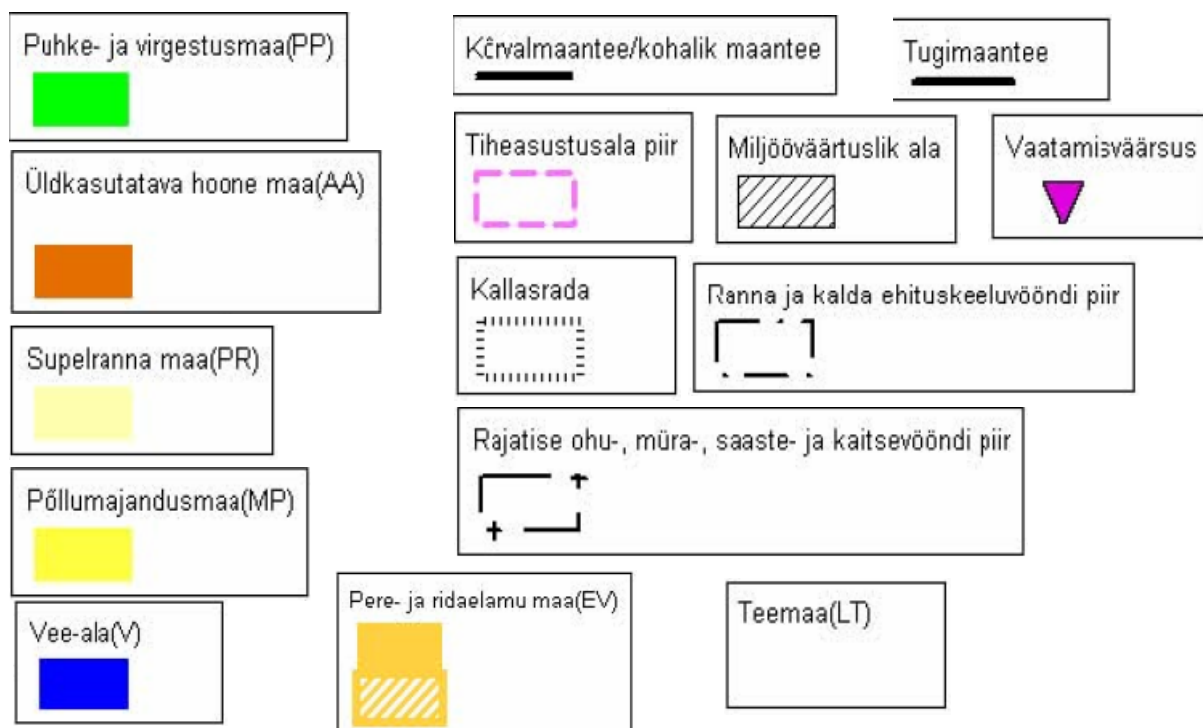 Puhke- ja virgestusmaa(PP)
Kõrvalmaantee/kohalik maantee
Tugimaantee
Üldkasutatava hoone maa(AA)
Tiheasustusala piir
Miljööväärtuslik ala
Vaatamisväärsus
Kallasrada
Ranna ja kalda ehituskeeluvööndi piir
Supelranna maa(PR)
Rajatise ohu-, müra-, saaste- ja kaitsevööndi piir
Põllumajandusmaa(MP)
Pere- ja ridaelamu maa(EV)
Teemaa(LT)
Vee-ala(V)